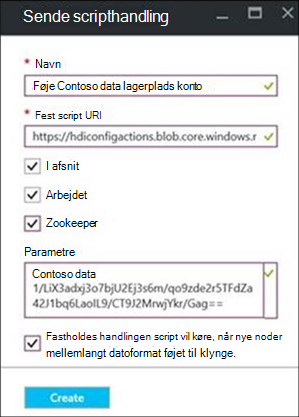 Sende scripthandling
* Navn
Føje Contoso data lagerplads konto
* Fest script URI
https://hdiconfigactions.blob.core.windows.r
I afsnit
Arbejdet
Zookeeper
Parametre
Contoso data
1/LiX3adxj3o7bjU2Ej3s6m/qo9zde2r5TFdZa
42J1bq6LaolL9/CT9J2MrwjYkr/Gag==
Fastholdes handlingen script vil køre, når nye noder
mellemlangt datoformat føjet til klynge.
Create